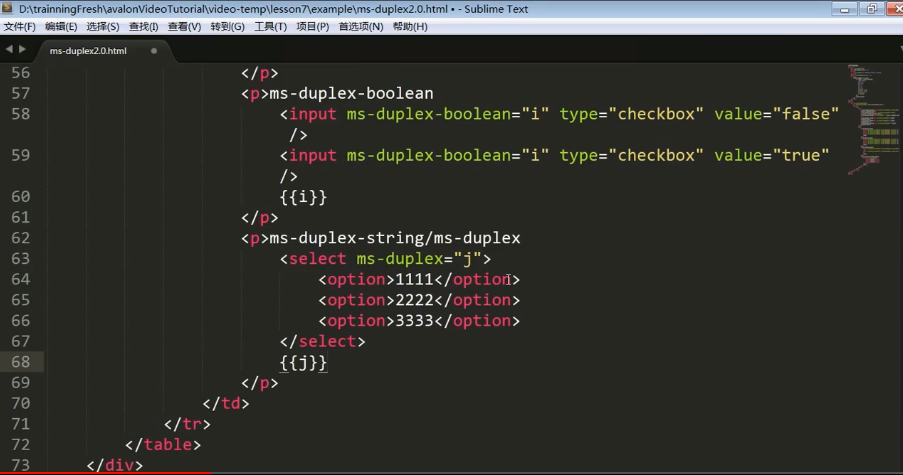 D:\trainningFresh\avalonVideoTutorial\video-temp\lesson7\example\ms-duplex2.0.html • - Sublime Text
文件(F) 编辑(E) 选择(S) 查找(I) 查看(V) 转到(G) 工具(T) 项目(P) 首选项(N) 帮助(H)
ms-duplex2.0.html
56 </p>
57 <p>ms-duplex-boolean
58 <input ms-duplex-boolean="i" type="checkbox" value="false"
/>
59 <input ms-duplex-boolean="i" type="checkbox" value="true"
/>
60 {{i}}
61 </p>
62 <p>ms-duplex-string/ms-duplex
63 <select ms-duplex="j">
64 <option>1111</option>
65 <option>2222</option>
66 <option>3333</option>
67 </select>
68 {{j}}
69 </p>
70 </td>
71 </tr>
72 </table>
73 </div>